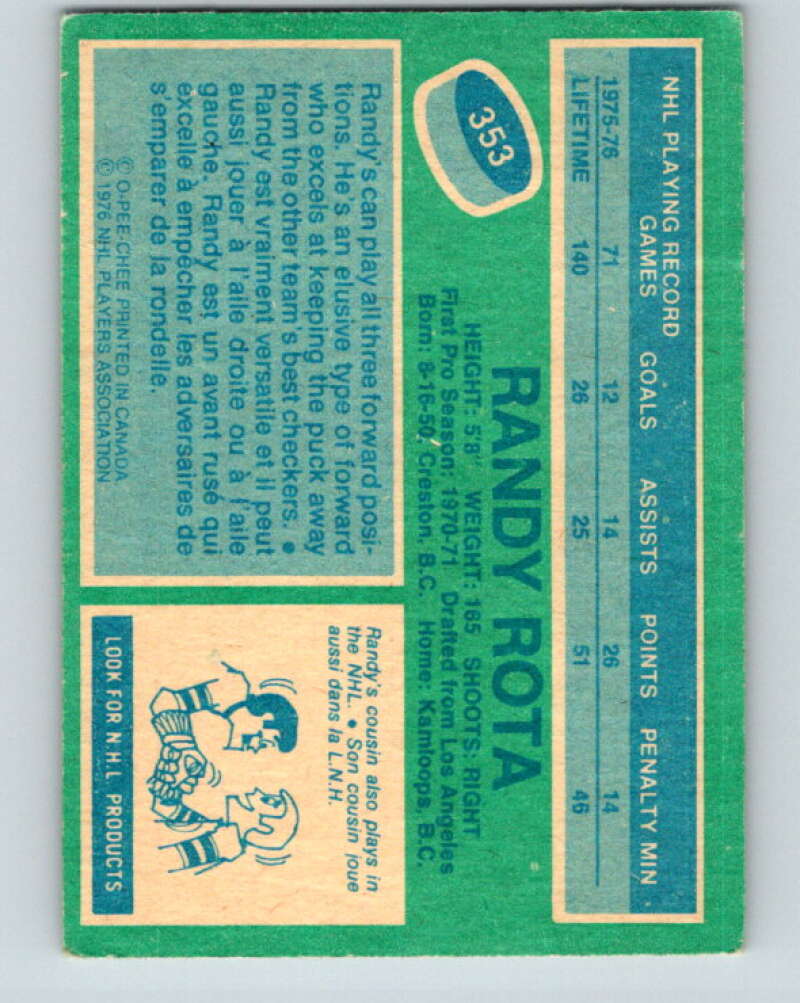 NHL PLAYING RECORD
GAMES GOALS ASSISTS POINTS PENALTY MIN.
1975-76 71 12 14 26 14
LIFETIME 140 26 25 51 46
353
RANDY ROTA
HEIGHT: 5'8" WEIGHT: 165 SHOOTS: RIGHT
First Pro Season: 1970-71 Drafted from Los Angeles
Born: 8-16-50, Creston, B.C. Home: Kamloops, B.C.
Randy's can play all three forward posi-
tions. He's an elusive type of forward
who excels at keeping the puck away
from the other team's best checkers. •
Randy est vraiment versatile et il peut
aussi jouer à l'aile droite ou à l'aile
gauche. Randy est un avant rusé qui
excelle à empêcher les adversaires de
s'emparer de la rondelle.
© O-PEE-CHEE PRINTED IN CANADA
© 1976 NHL PLAYERS ASSOCIATION
Randy's cousin also plays in
the NHL. • Son cousin joue
aussi dans la L.N.H.
LOOK FOR N.H.L. PRODUCTS